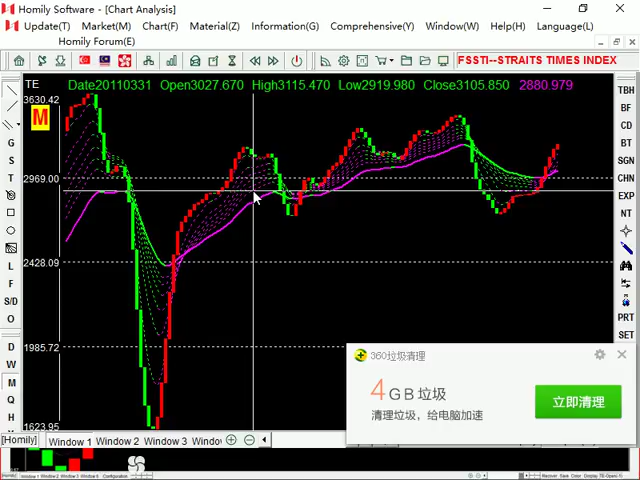 Homily Software - [Chart Analysis]
Update(T) Market(M) Chart(F) Material(Z) Information(G) Comprehensive(Y) Window(W) Help(H) Language(L)
Homily Forum(E)
FSSTI--STRAITS TIMES INDEX
TE Date20110331 Open3027.670 High3115.470 Low2919.980 Close3105.850 2880.979
3630.42
M
2969.00
2428.09
1985.72
1623.95
G
S
T
L
F
S/D
O
D
W
M
Q
H
TBH
BF
CD
BT
SGN
CHN
EXP
NT
PRT
SET
360垃圾清理
4GB垃圾
清理垃圾，给电脑加速
立即清理
[Homily] Window 1 Window 2 Window 3 Windo